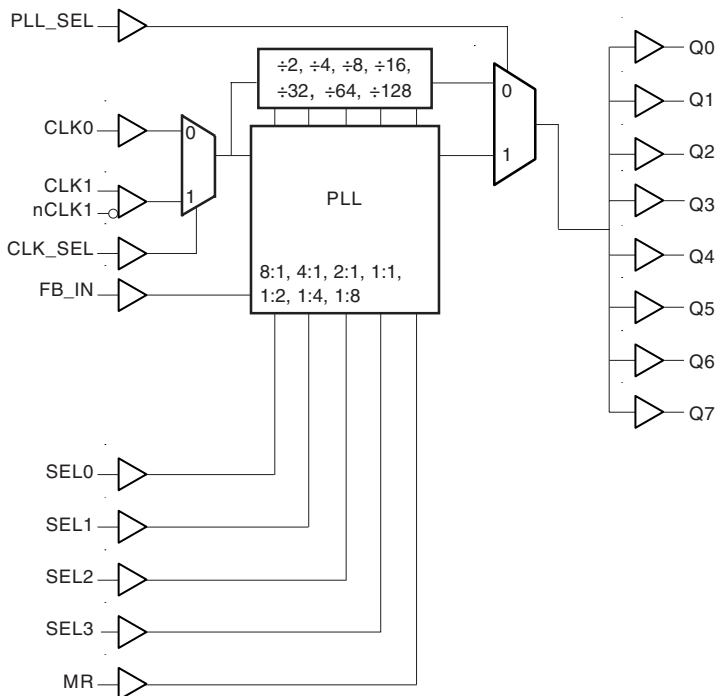 PLL_SEL
÷2, ÷4, ÷8, ÷16,
÷32, ÷64, ÷128
0
1
CLK0
0
CLK1
nCLK1
1
PLL
CLK_SEL
FB_IN
8:1, 4:1, 2:1, 1:1,
1:2, 1:4, 1:8
SEL0
SEL1
SEL2
SEL3
MR
Q0
Q1
Q2
Q3
Q4
Q5
Q6
Q7